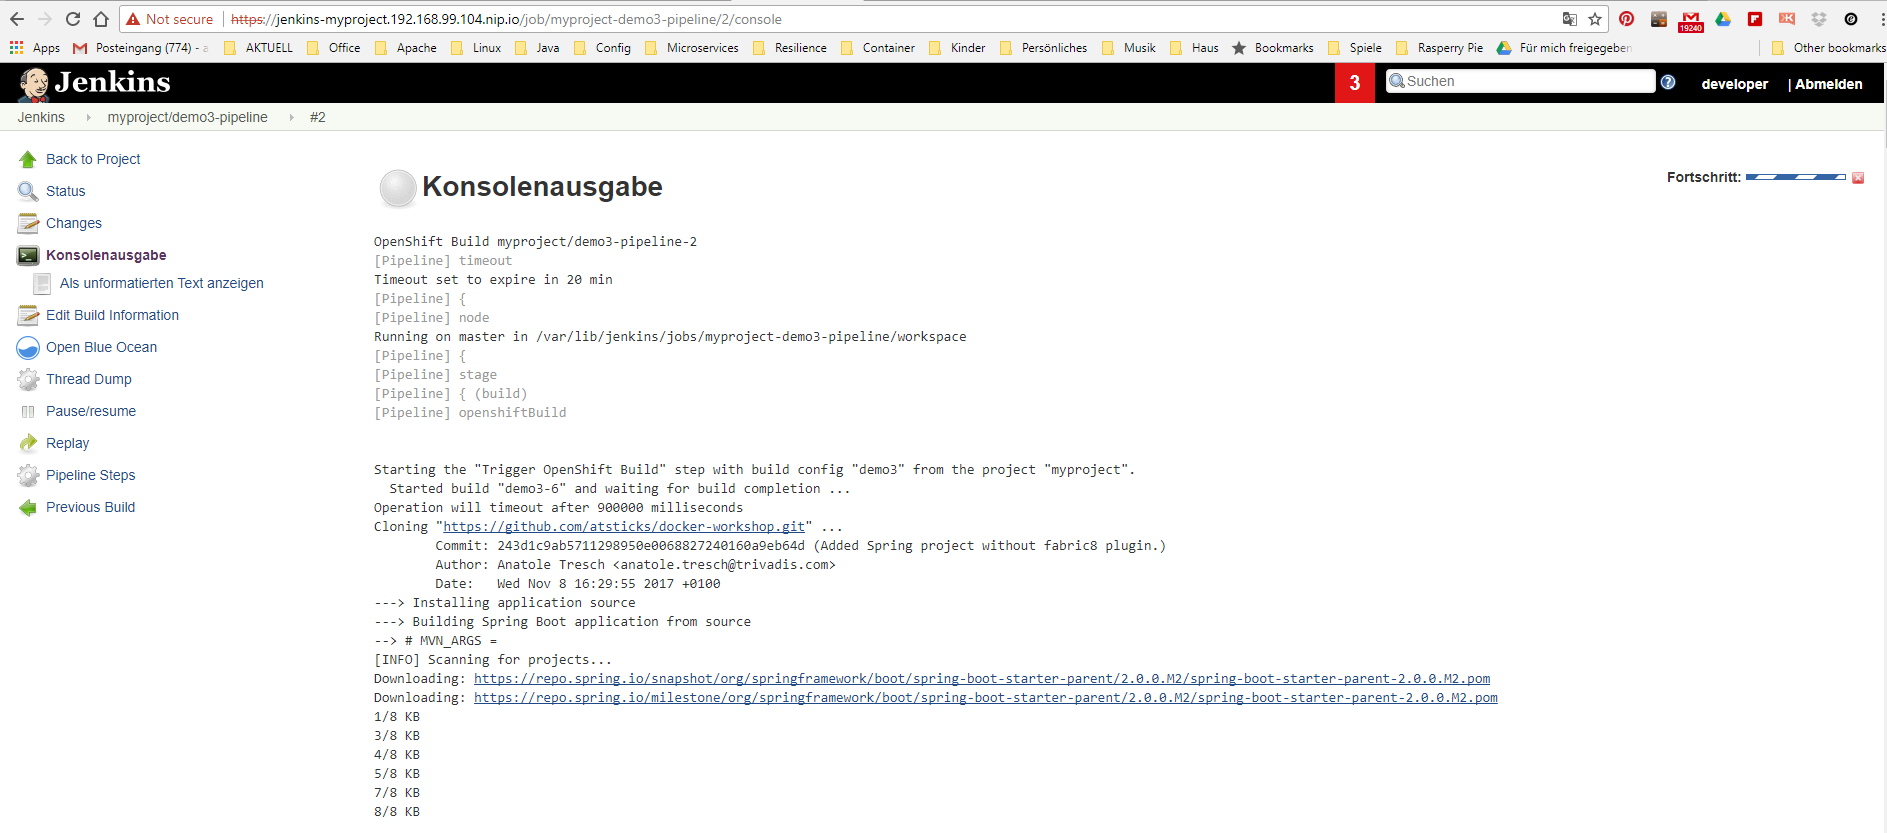 Not secure https://jenkins-myproject.192.168.99.104.nip.io/job/myproject-demo3-pipeline/2/console
19240
Apps Posteingang (774) - AKTUELL Office Apache Linux Java Config Microservices Resilience Container Kinder Persönliches Musik Haus Bookmarks Spiele Rasperry Pie Für mich freigegeben Other bookmarks
Jenkins 3 Suchen developer | Abmelden
Jenkins myproject/demo3-pipeline #2
Back to Project
Status
Changes
Konsolenausgabe
Als unformatierten Text anzeigen
Edit Build Information
Open Blue Ocean
Thread Dump
Pause/resume
Replay
Pipeline Steps
Previous Build
Konsolenausgabe
Fortschritt:
OpenShift Build myproject/demo3-pipeline-2
[Pipeline] timeout
Timeout set to expire in 20 min
[Pipeline] {
[Pipeline] node
Running on master in /var/lib/jenkins/jobs/myproject-demo3-pipeline/workspace
[Pipeline] {
[Pipeline] stage
[Pipeline] { (build)
[Pipeline] openshiftBuild
Starting the "Trigger OpenShift Build" step with build config "demo3" from the project "myproject".
Started build "demo3-6" and waiting for build completion ...
Operation will timeout after 900000 milliseconds
Cloning "https://github.com/atsticks/docker-workshop.git" ...
Commit: 243d1c9ab5711298950e0068827240160a9eb64d (Added Spring project without fabric8 plugin.)
Author: Anatole Tresch <anatole.tresch@trivadis.com>
Date: Wed Nov 8 16:29:55 2017 +0100
---> Installing application source
---> Building Spring Boot application from source
--> # MVN_ARGS =
[INFO] Scanning for projects...
Downloading: https://repo.spring.io/snapshot/org/springframework/boot/spring-boot-starter-parent/2.0.0.M2/spring-boot-starter-parent-2.0.0.M2.pom
Downloading: https://repo.spring.io/milestone/org/springframework/boot/spring-boot-starter-parent/2.0.0.M2/spring-boot-starter-parent-2.0.0.M2.pom
1/8 KB
3/8 KB
4/8 KB
5/8 KB
7/8 KB
8/8 KB